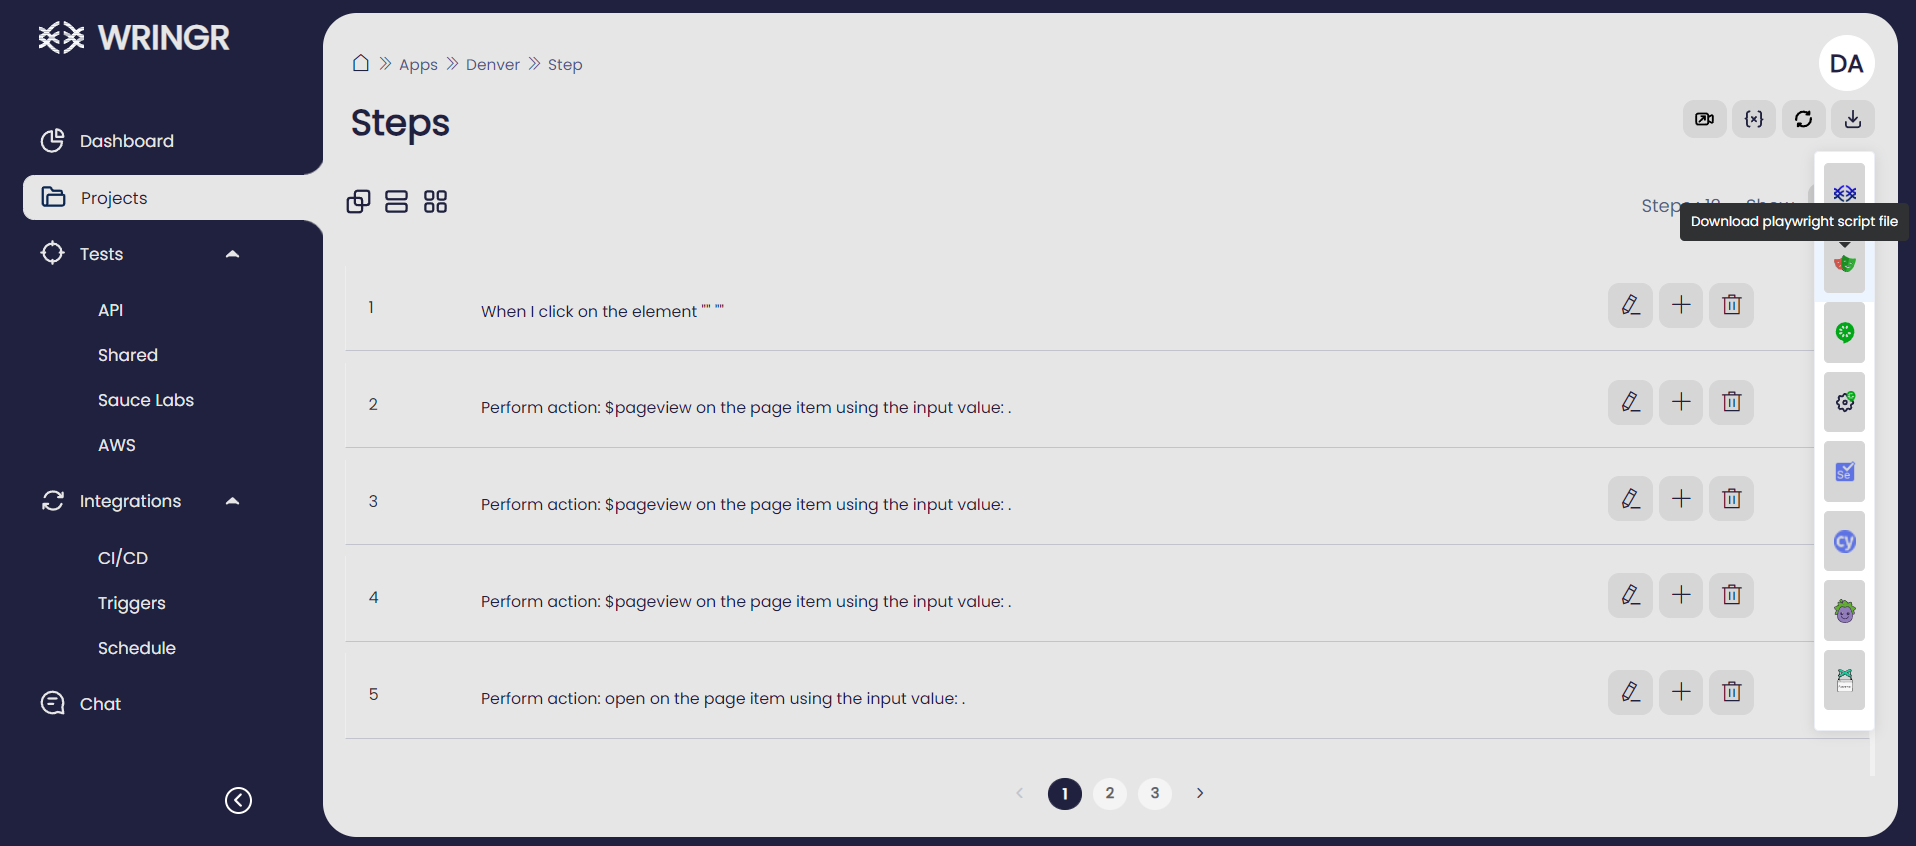 WRINGR
Apps
Denver
Step
DA
Steps
Dashboard
Projects
Tests
API
Shared
Sauce Labs
AWS
Integrations
CI/CD
Triggers
Schedule
Chat
Download playwright script file
1
When I click on the element "" ""
2
Perform action: $pageview on the page item using the input value: .
3
Perform action: $pageview on the page item using the input value: .
4
Perform action: $pageview on the page item using the input value: .
5
Perform action: open on the page item using the input value: .
Se
cy
1
2
3